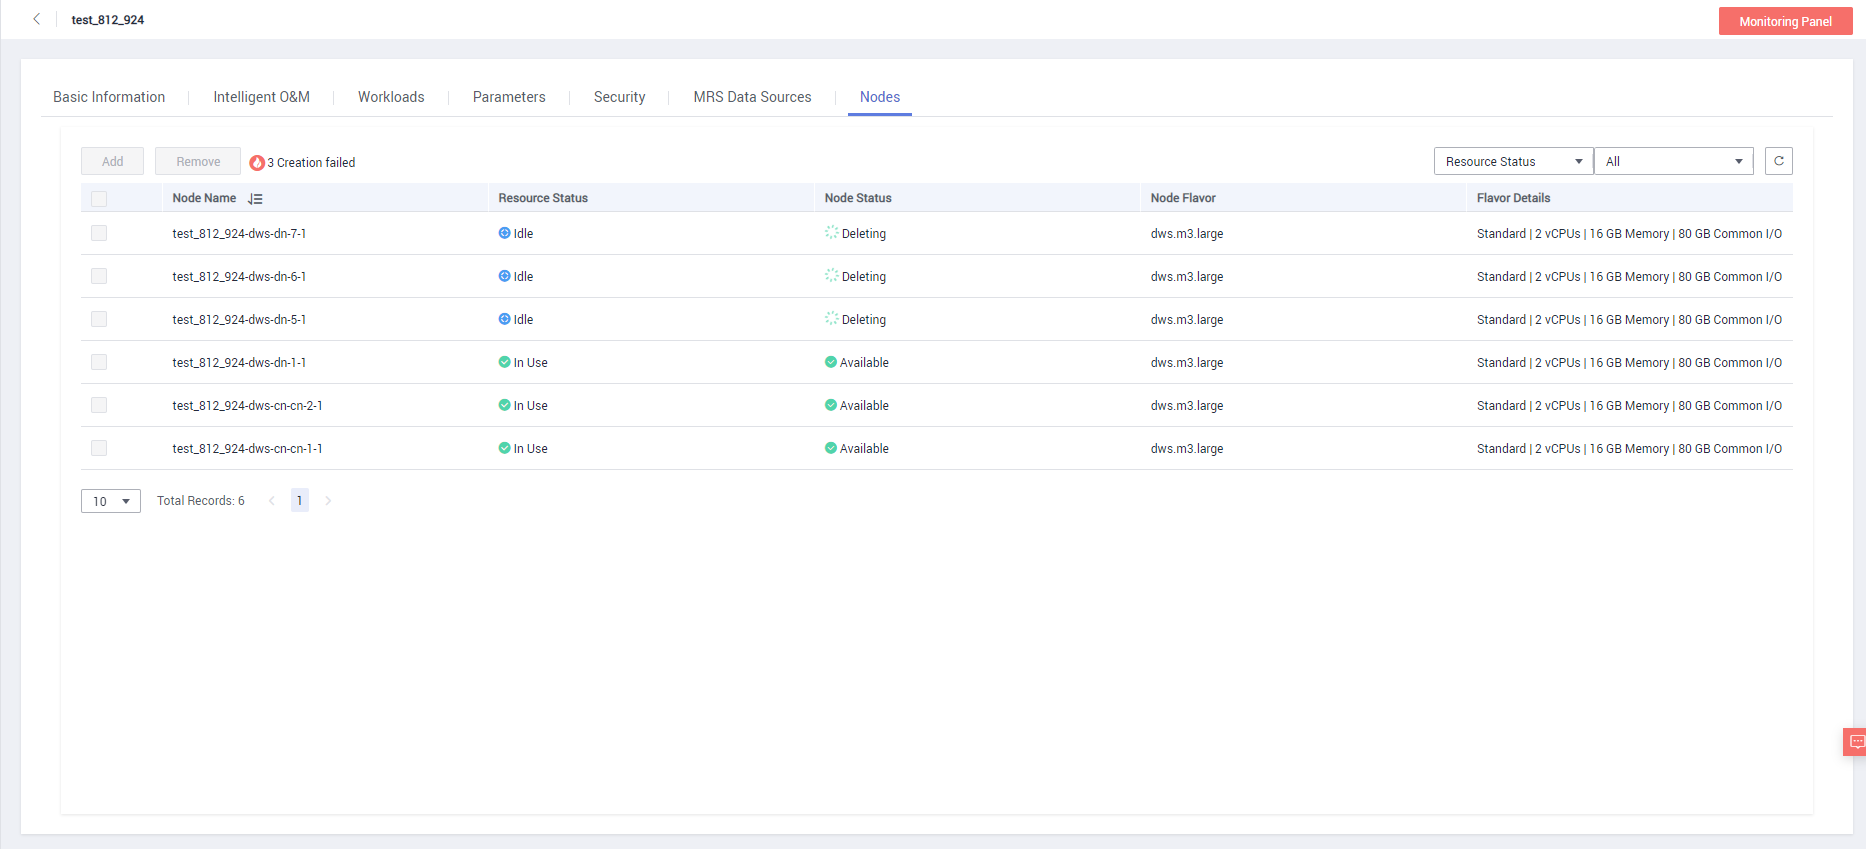 test_812_924
Monitoring Panel
Basic Information | Intelligent O&M | Workloads | Parameters | Security | MRS Data Sources | Nodes
Add Remove 3 Creation failed Resource Status All
Node Name Resource Status Node Status Node Flavor Flavor Details
test_812_924-dws-dn-7-1 Idle Deleting dws.m3.large Standard | 2 vCPUs | 16 GB Memory | 80 GB Common I/O
test_812_924-dws-dn-6-1 Idle Deleting dws.m3.large Standard | 2 vCPUs | 16 GB Memory | 80 GB Common I/O
test_812_924-dws-dn-5-1 Idle Deleting dws.m3.large Standard | 2 vCPUs | 16 GB Memory | 80 GB Common I/O
test_812_924-dws-dn-1-1 In Use Available dws.m3.large Standard | 2 vCPUs | 16 GB Memory | 80 GB Common I/O
test_812_924-dws-cn-cn-2-1 In Use Available dws.m3.large Standard | 2 vCPUs | 16 GB Memory | 80 GB Common I/O
test_812_924-dws-cn-cn-1-1 In Use Available dws.m3.large Standard | 2 vCPUs | 16 GB Memory | 80 GB Common I/O
10 Total Records: 6 < 1 >